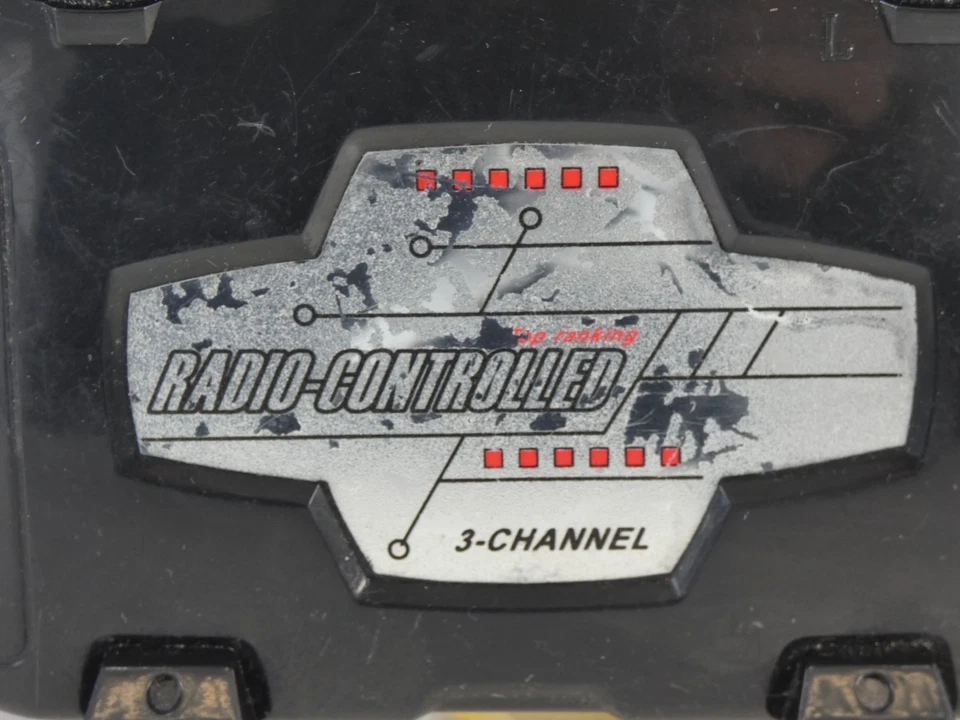 Top ranking
RADIO-CONTROLLED
3-CHANNEL